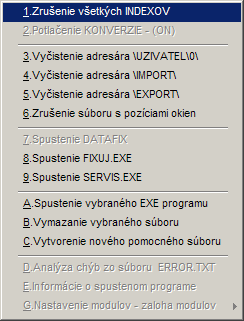 1.Zrušenie všetkých INDEXOV
2.Potlačenie KONVERZIE - (ON)
3.Vyčistenie adresára \UZIVATEL\0\
4.Vyčistenie adresára \IMPORT\
5.Vyčistenie adresára \EXPORT\
6.Zrušenie súboru s pozíciami okien
7.Spustenie DATAFIX
8.Spustenie FIXUJ.EXE
9.Spustenie SERVIS.EXE
A.Spustenie vybraného EXE programu
B.Vymazanie vybraného súboru
C.Vytvorenie nového pomocného súboru
D.Analýza chýb zo súboru ERROR.TXT
E.Informácie o spustenom programe
G.Nastavenie modulov - zaloha modulov